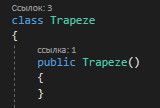 Ссылок: 3
class Trapeze
{
ссылка: 1
public Trapeze()
{
}